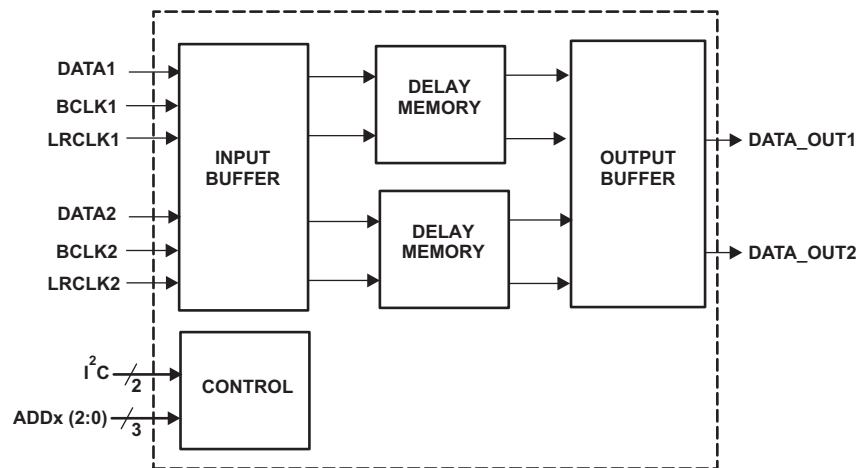 DATA1
BCLK1
LRCLK1
DATA2
BCLK2
LRCLK2
INPUT
BUFFER
DELAY
MEMORY
DELAY
MEMORY
OUTPUT
BUFFER
DATA_OUT1
DATA_OUT2
I²C
2
ADDx (2:0)
3
CONTROL